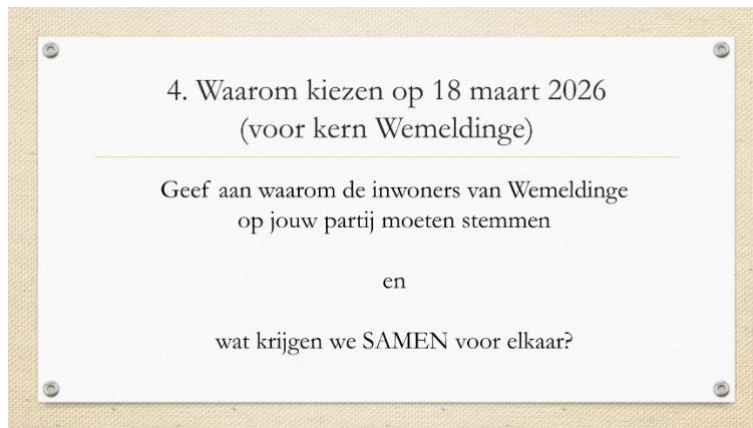 4. Waarom kiezen op 18 maart 2026
(voor kern Wemeldinge)
Geef aan waarom de inwoners van Wemeldinge
op jouw partij moeten stemmen
en
wat krijgen we SAMEN voor elkaar?